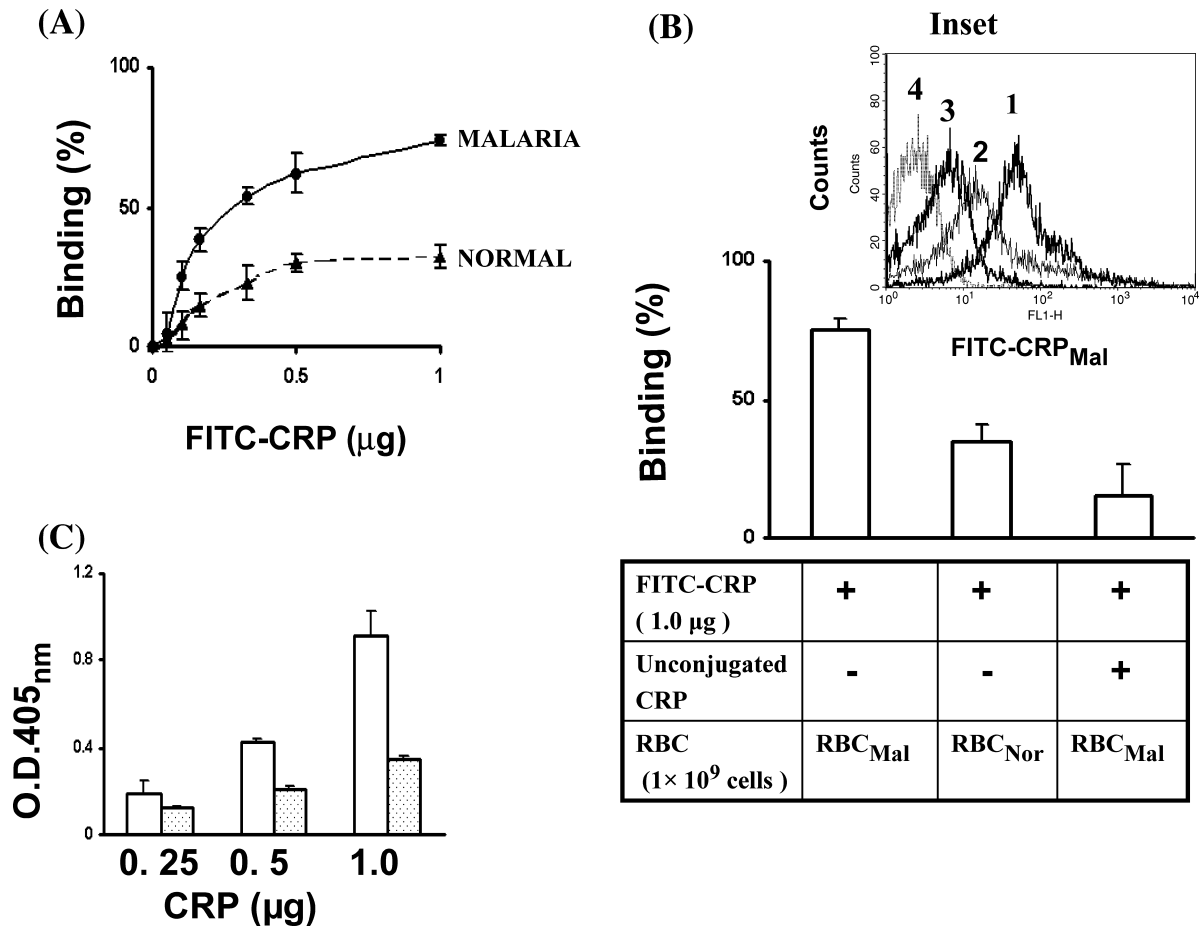 (A)
100
50
0
Binding (%)
MALARIA
NORMAL
0
0.5
1
FITC-CRP (μg)
(B)
Inset
Counts
Counts
100
80
60
40
20
0
4
3
2
1
10⁰
10¹
10²
10³
10⁴
FL1-H
FITC-CRPMal
100
50
0
Binding (%)
FITC-CRP
( 1.0 μg )
+ + +
Unconjugated
CRP
- - +
RBC
(1× 10⁹ cells )
RBCMal RBCNor RBCMal
(C)
1.2
0.8
0.4
0
O.D.405nm
0. 25 0. 5 1.0
CRP (μg)